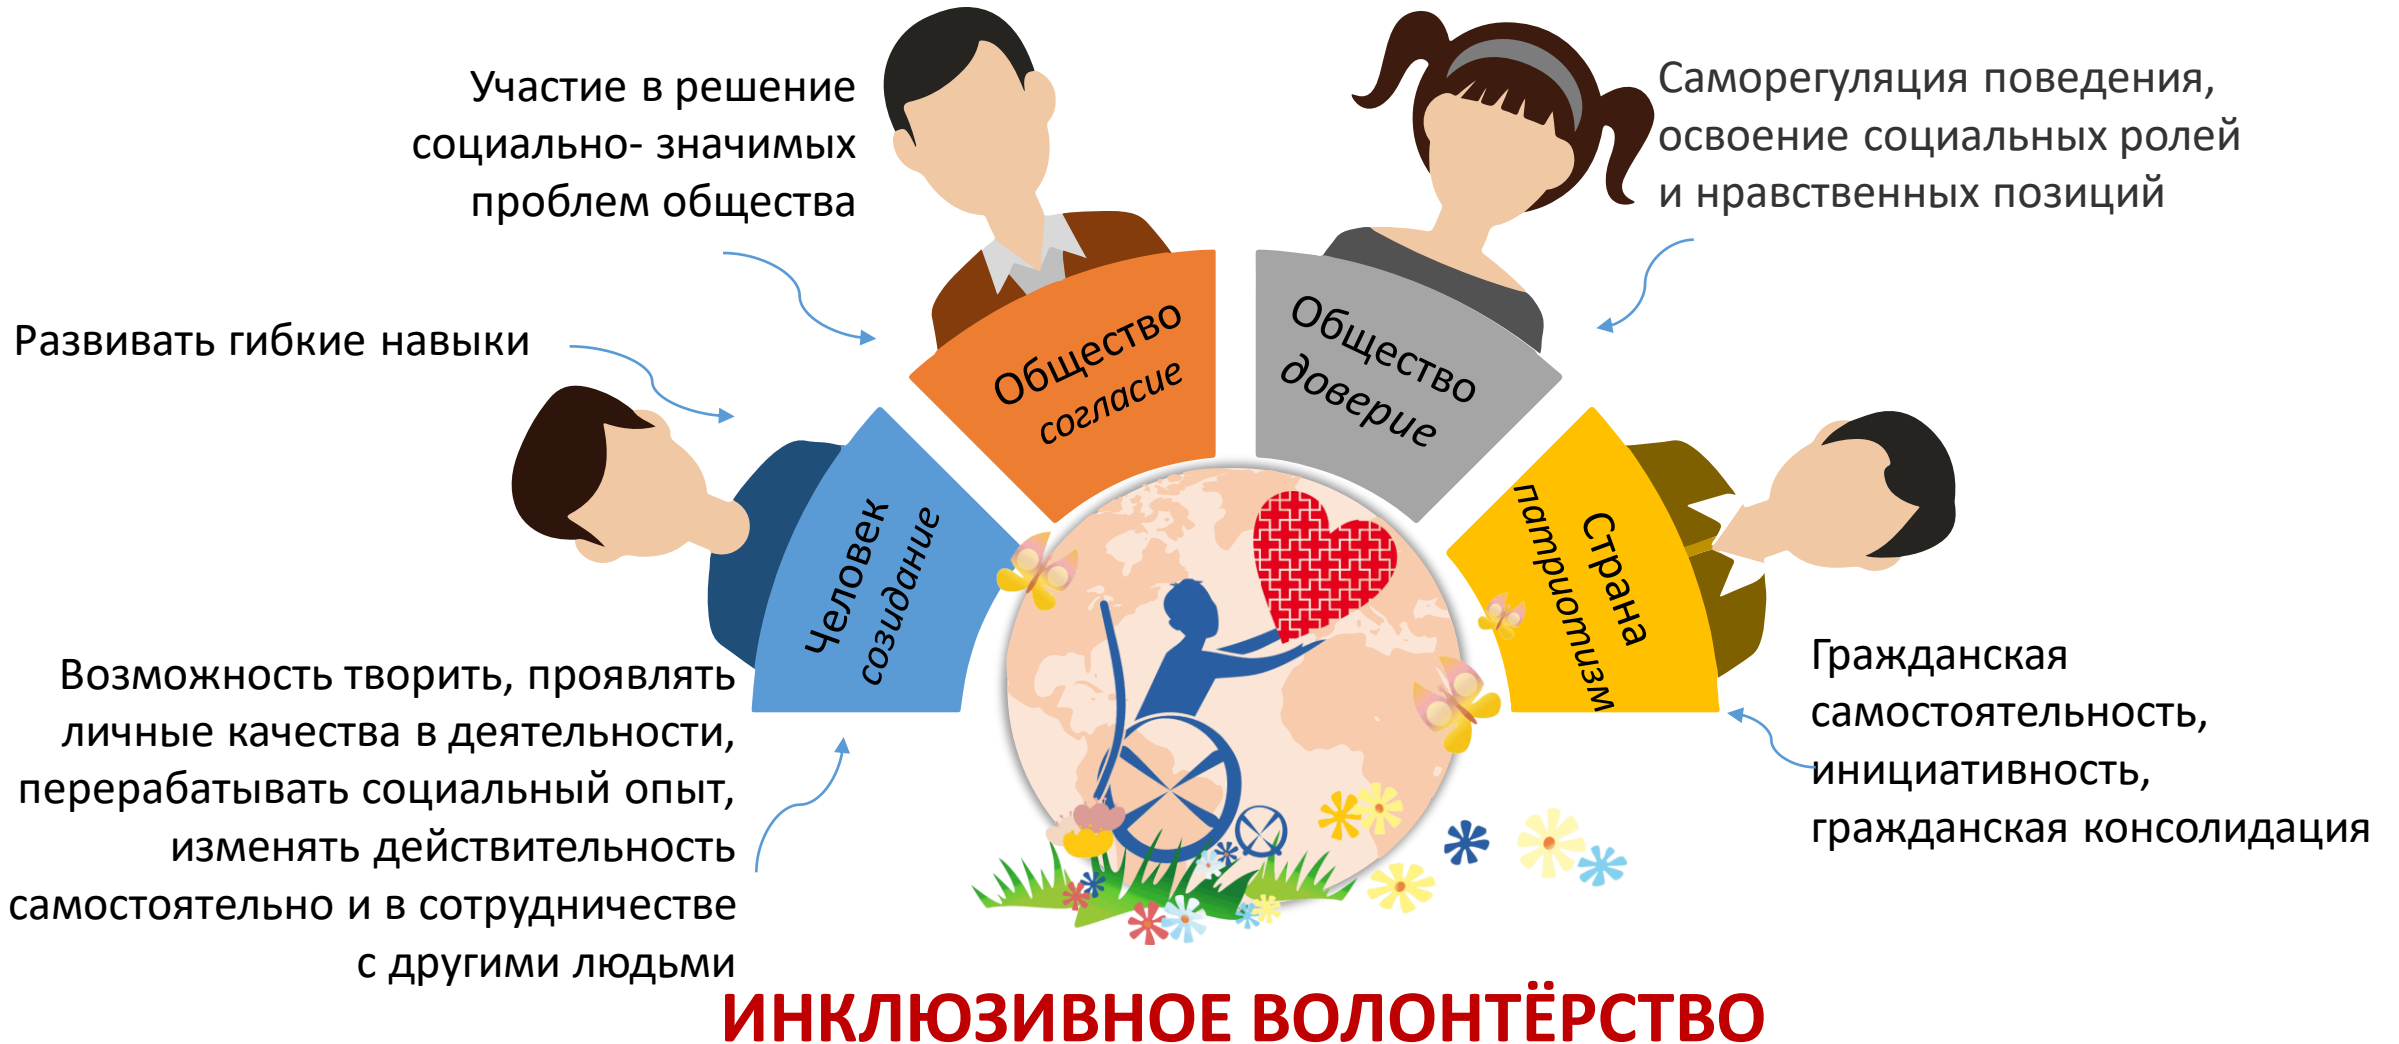 Участие в решение
социально- значимых
проблем общества
Саморегуляция поведения,
освоение социальных ролей
и нравственных позиций
Развивать гибкие навыки
Общество
согласие
Общество
доверие
Человек
созидание
Страна
патриотизм
Возможность творить, проявлять
личные качества в деятельности,
перерабатывать социальный опыт,
изменять действительность
самостоятельно и в сотрудничестве
с другими людьми
Гражданская
самостоятельность,
инициативность,
гражданская консолидация
ИНКЛЮЗИВНОЕ ВОЛОНТЁРСТВО